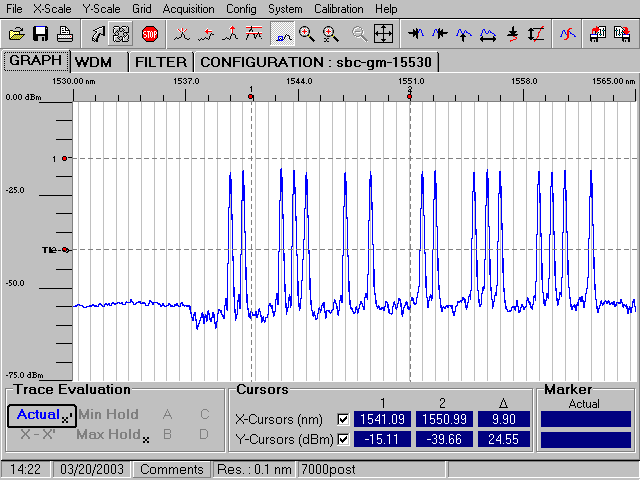 File X-Scale Y-Scale Grid Acquisition Config System Calibration Help
STOP
GRAPH WDM FILTER CONFIGURATION : sbc-gm-15530
1530.00 nm 1537.0 1544.0 1551.0 1558.0 1565.00 nm
1 2
0.00 dBm
1
-25.0
-50.0
-75.0 dBm
Trace Evaluation Cursors Marker
1 2 Δ Actual
Actual Min Hold A C X-Cursors (nm) 1541.09 1550.99 9.90
X - X' Max Hold B D Y-Cursors (dBm) -15.11 -39.66 24.55
14:22 03/20/2003 Comments Res. : 0.1 nm 7000post